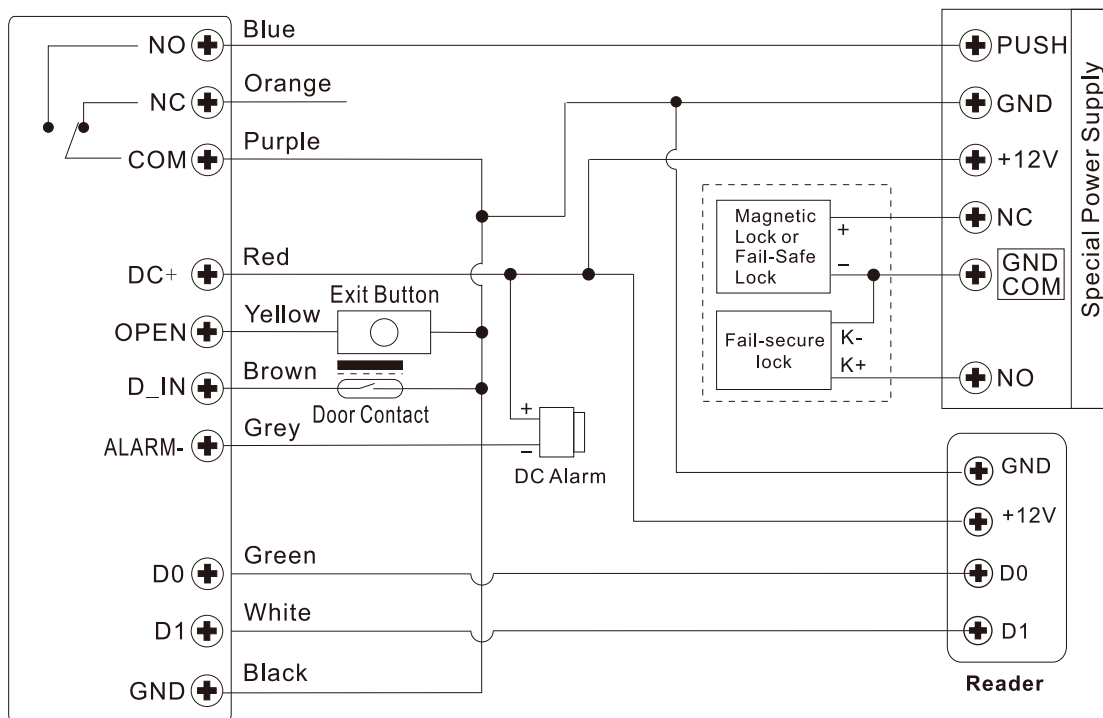 NO
Blue
NC
Orange
COM
Purple
DC+
Red
OPEN
Yellow
Exit Button
D_IN
Brown
Door Contact
ALARM-
Grey
+
–
DC Alarm
D0
Green
D1
White
GND
Black
Magnetic
Lock or
Fail-Safe
Lock
+
–
Fail-secure
lock
K-
K+
PUSH
GND
+12V
NC
GND
COM
NO
Special Power Supply
GND
+12V
D0
D1
Reader